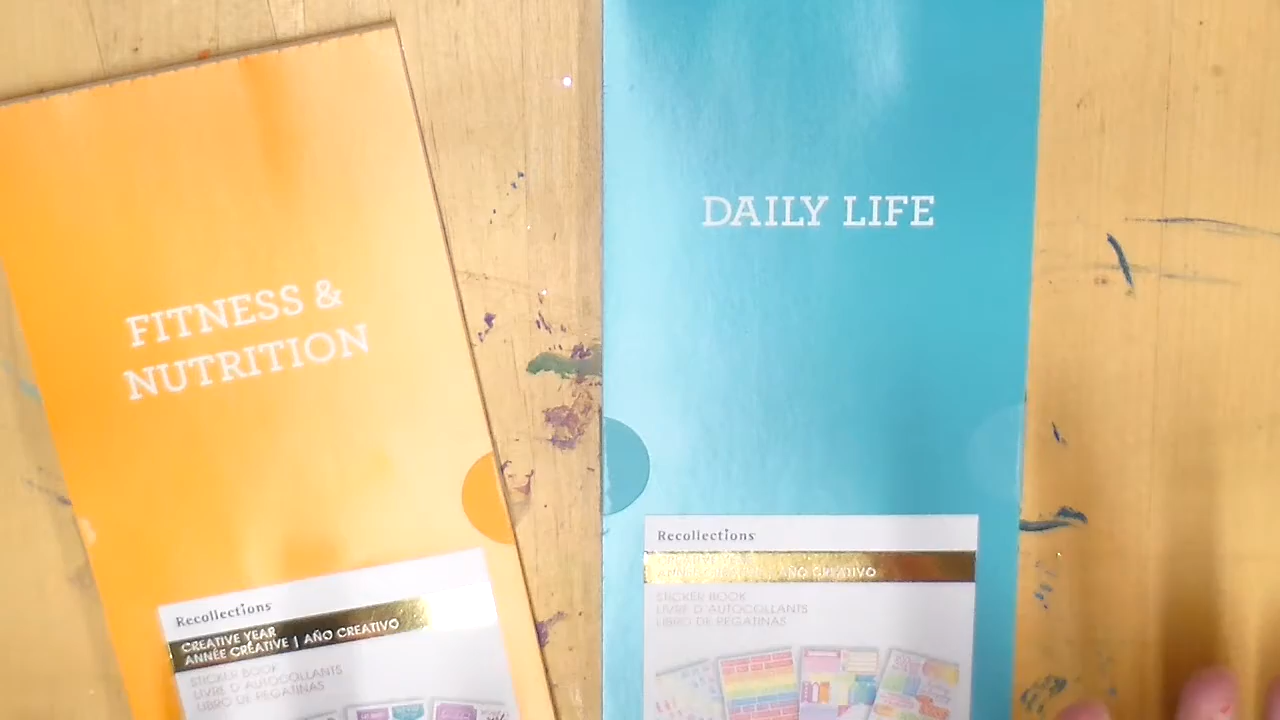 FITNESS &
NUTRITION
Recollections
CREATIVE YEAR
ANNÉE CRÉATIVE | AÑO CREATIVO
STICKER BOOK
LIVRE D'AUTOCOLLANTS
LIBRO DE PEGATINAS
DAILY LIFE
Recollections
AÑO CREATIVO
STICKER BOOK
LIVRE D'AUTOCOLLANTS
LIBRO DE PEGATINAS